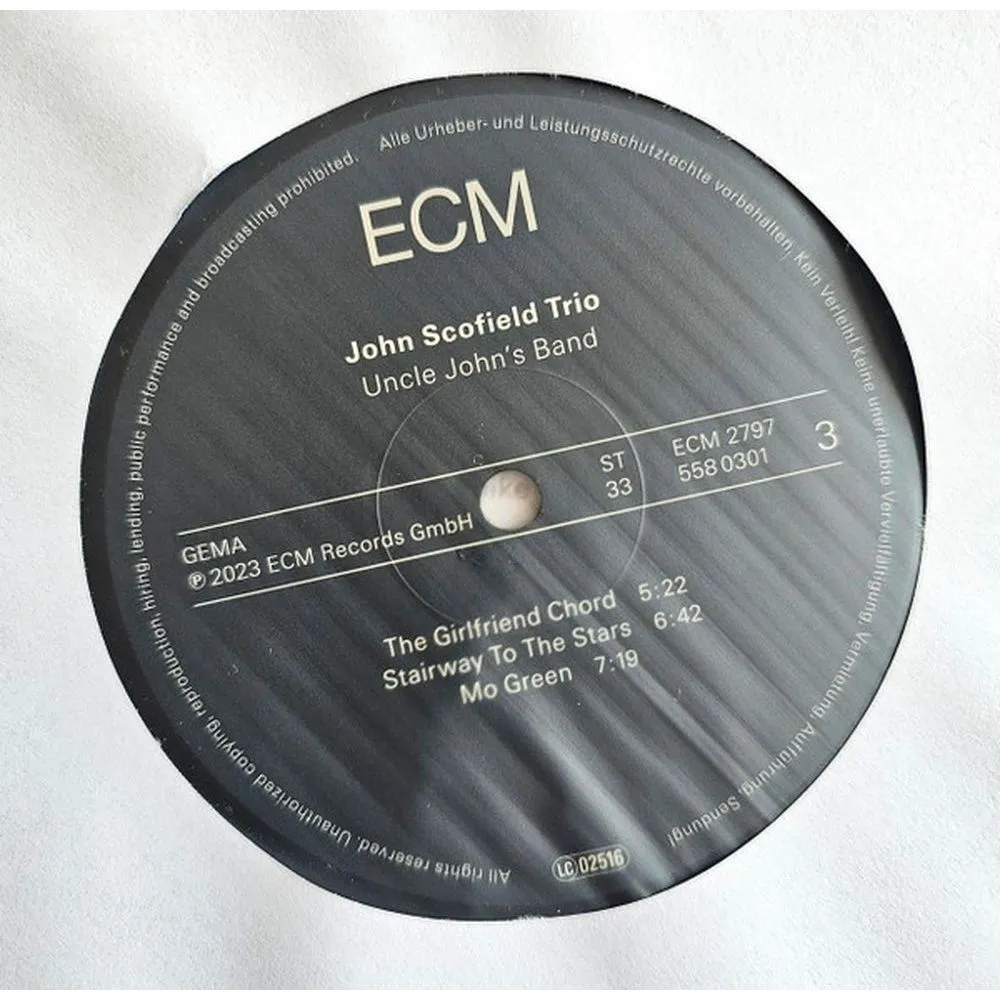 ECM
John Scofield Trio
Uncle John's Band
GEMA
℗ 2023 ECM Records GmbH
ST
33
ECM 2797
558 0301
3
The Girlfriend Chord 5:22
Stairway To The Stars 6:42
Mo Green 7:19
LC 02516
All rights reserved. Unauthorized copying, reproduction, hiring, lending, public performance and broadcasting prohibited. Alle Urheber- und Leistungsschutzrechte vorbehalten. Kein Verleih! Keine unerlaubte Vervielfältigung, Vermietung, Aufführung, Sendung!